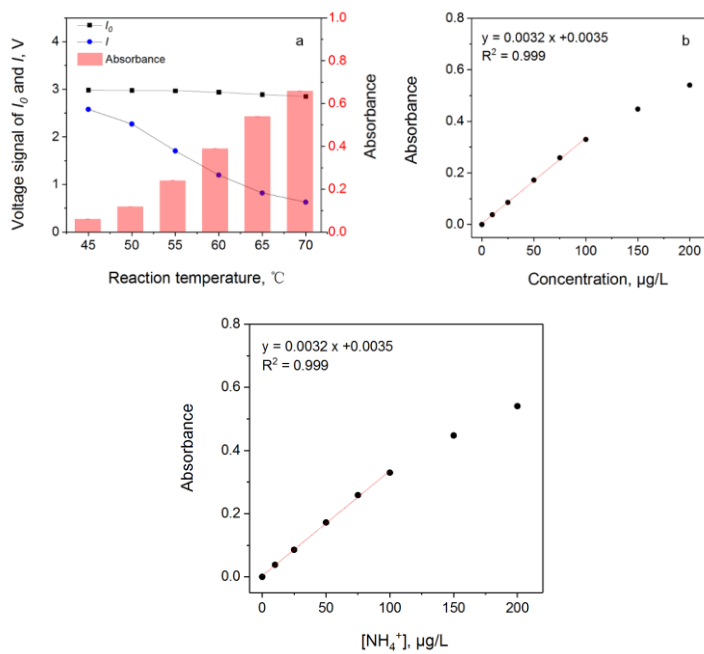 I0
I
Absorbance
a
Voltage signal of I0 and I, V
4
3
2
1
0
1.0
0.8
0.6
0.4
0.2
0.0
Absorbance
45 50 55 60 65 70
Reaction temperature, ℃
y = 0.0032 x +0.0035
R2 = 0.999
b
Absorbance
0.8
0.6
0.4
0.2
0.0
0 50 100 150 200
Concentration, μg/L
y = 0.0032 x +0.0035
R2 = 0.999
Absorbance
0.8
0.6
0.4
0.2
0.0
0 50 100 150 200
[NH4+], μg/L